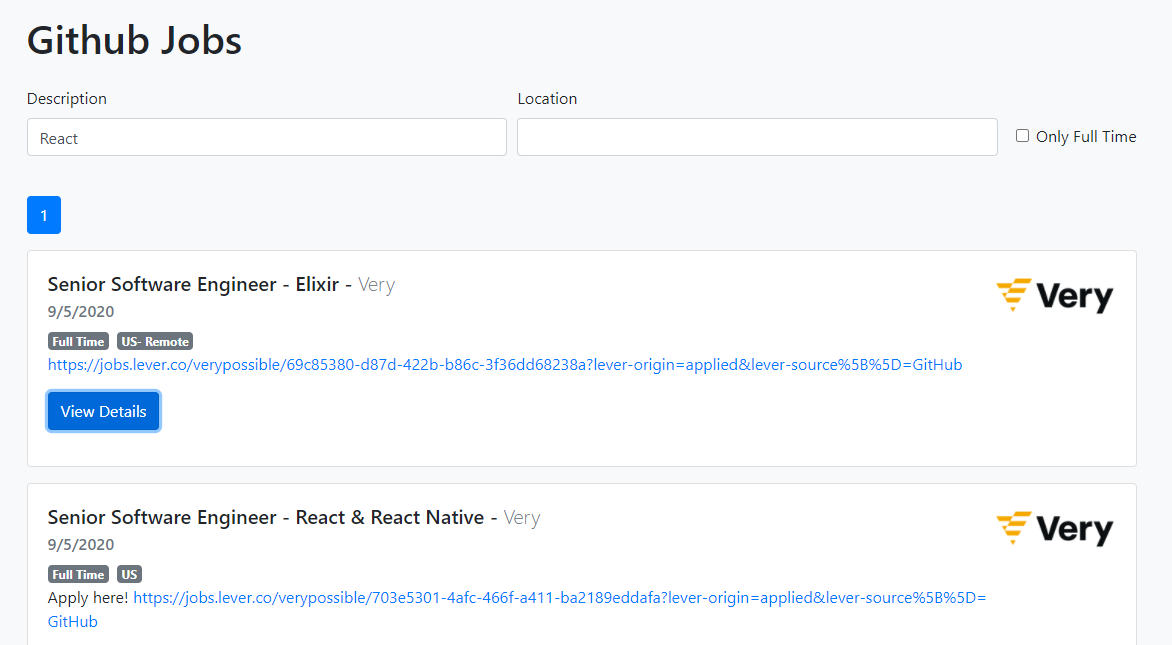 Github Jobs
Description
Location
React
Only Full Time
1
Senior Software Engineer - Elixir - Very
Very
9/5/2020
Full Time US- Remote
https://jobs.lever.co/verypossible/69c85380-d87d-422b-b86c-3f36dd68238a?lever-origin=applied&lever-source%5B%5D=GitHub
View Details
Senior Software Engineer - React & React Native - Very
Very
9/5/2020
Full Time US
Apply here! https://jobs.lever.co/verypossible/703e5301-4afc-466f-a411-ba2189eddafa?lever-origin=applied&lever-source%5B%5D=
GitHub